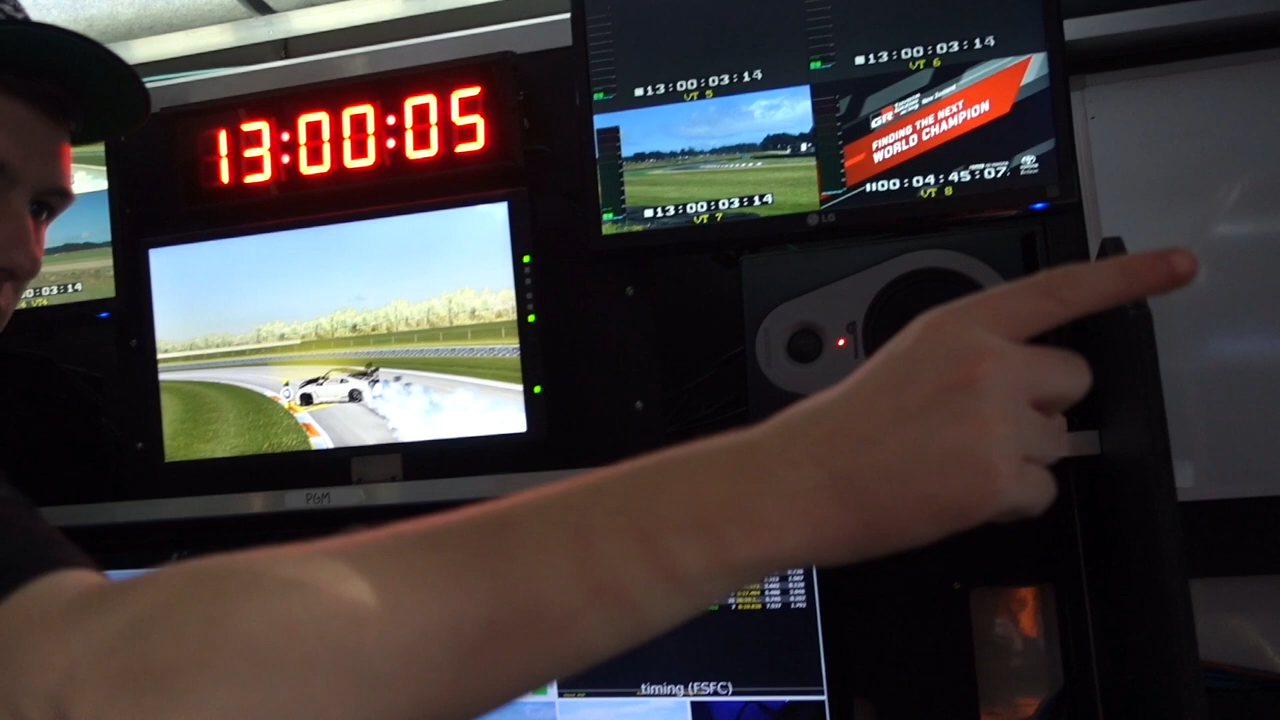 13:00:05
13:00:03:14
VT 5
13:00:03:14
VT 6
13:00:03:14
VT 7
GR
FINDING THE NEXT
WORLD CHAMPION
00:04:45:07
VT 8
LG
:03:14
VT4
PGM
timing (FSFC)